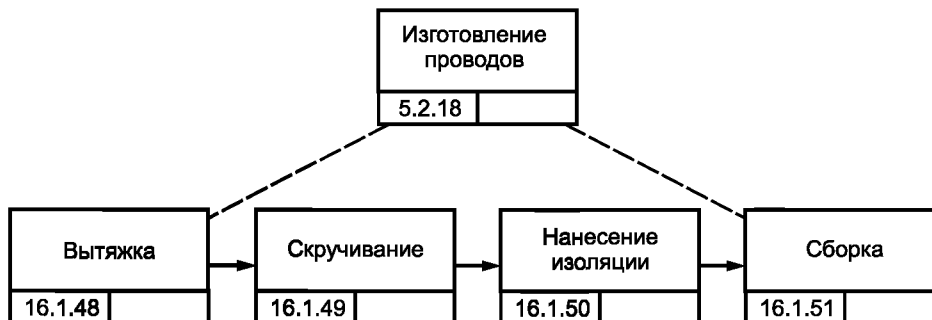 Изготовление
проводов
5.2.18
Вытяжка
16.1.48
Скручивание
16.1.49
Нанесение
изоляции
16.1.50
Сборка
16.1.51